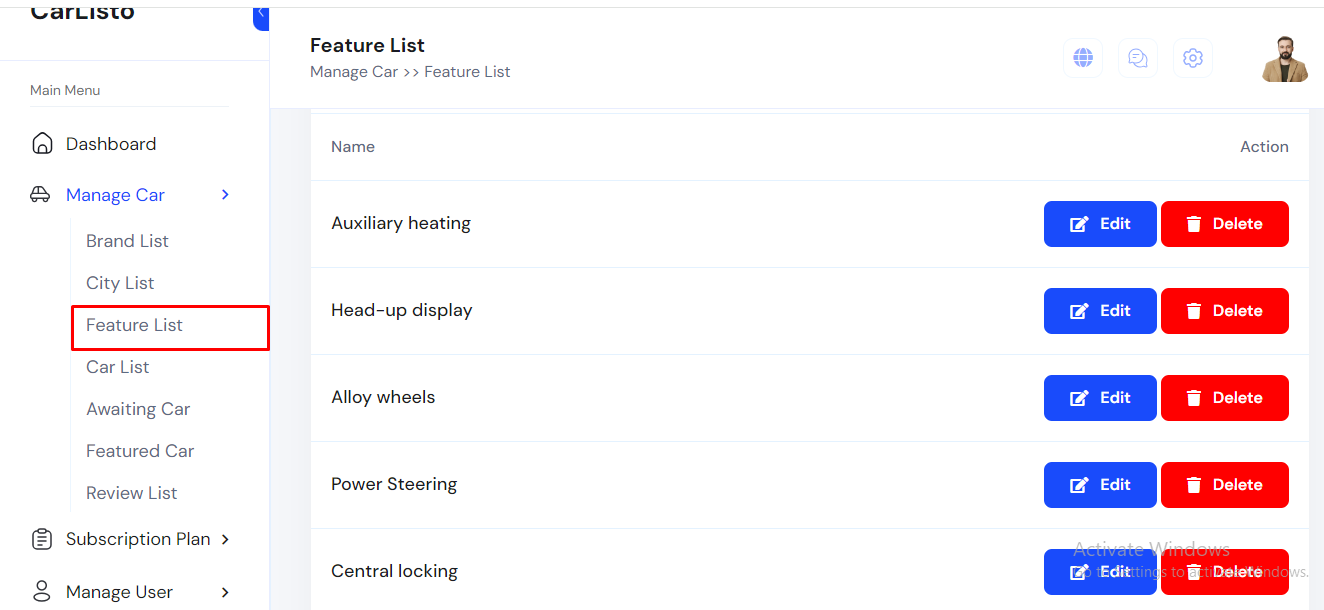 CarListo
Main Menu
Dashboard
Manage Car
Brand List
City List
Feature List
Car List
Awaiting Car
Featured Car
Review List
Subscription Plan
Manage User
Feature List
Manage Car >> Feature List
Name Action
Auxiliary heating Edit Delete
Head-up display Edit Delete
Alloy wheels Edit Delete
Power Steering Edit Delete
Central locking Edit Delete
Activate Windows
Go to Settings to activate Windows.